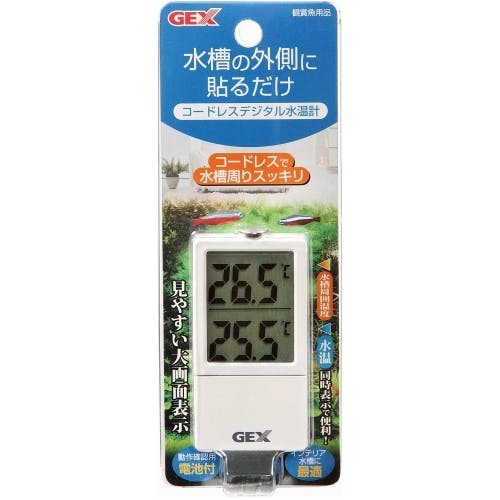 GEX
観賞魚用品
水槽の外側に
貼るだけ
コードレスデジタル水温計
コードレスで
水槽周りスッキリ
26.5℃
25.5℃
水槽周囲温度
水温
同時表示で便利!
見やすい大画面表示
GEX
動作確認用
電池付
インテリア
水槽に
最適